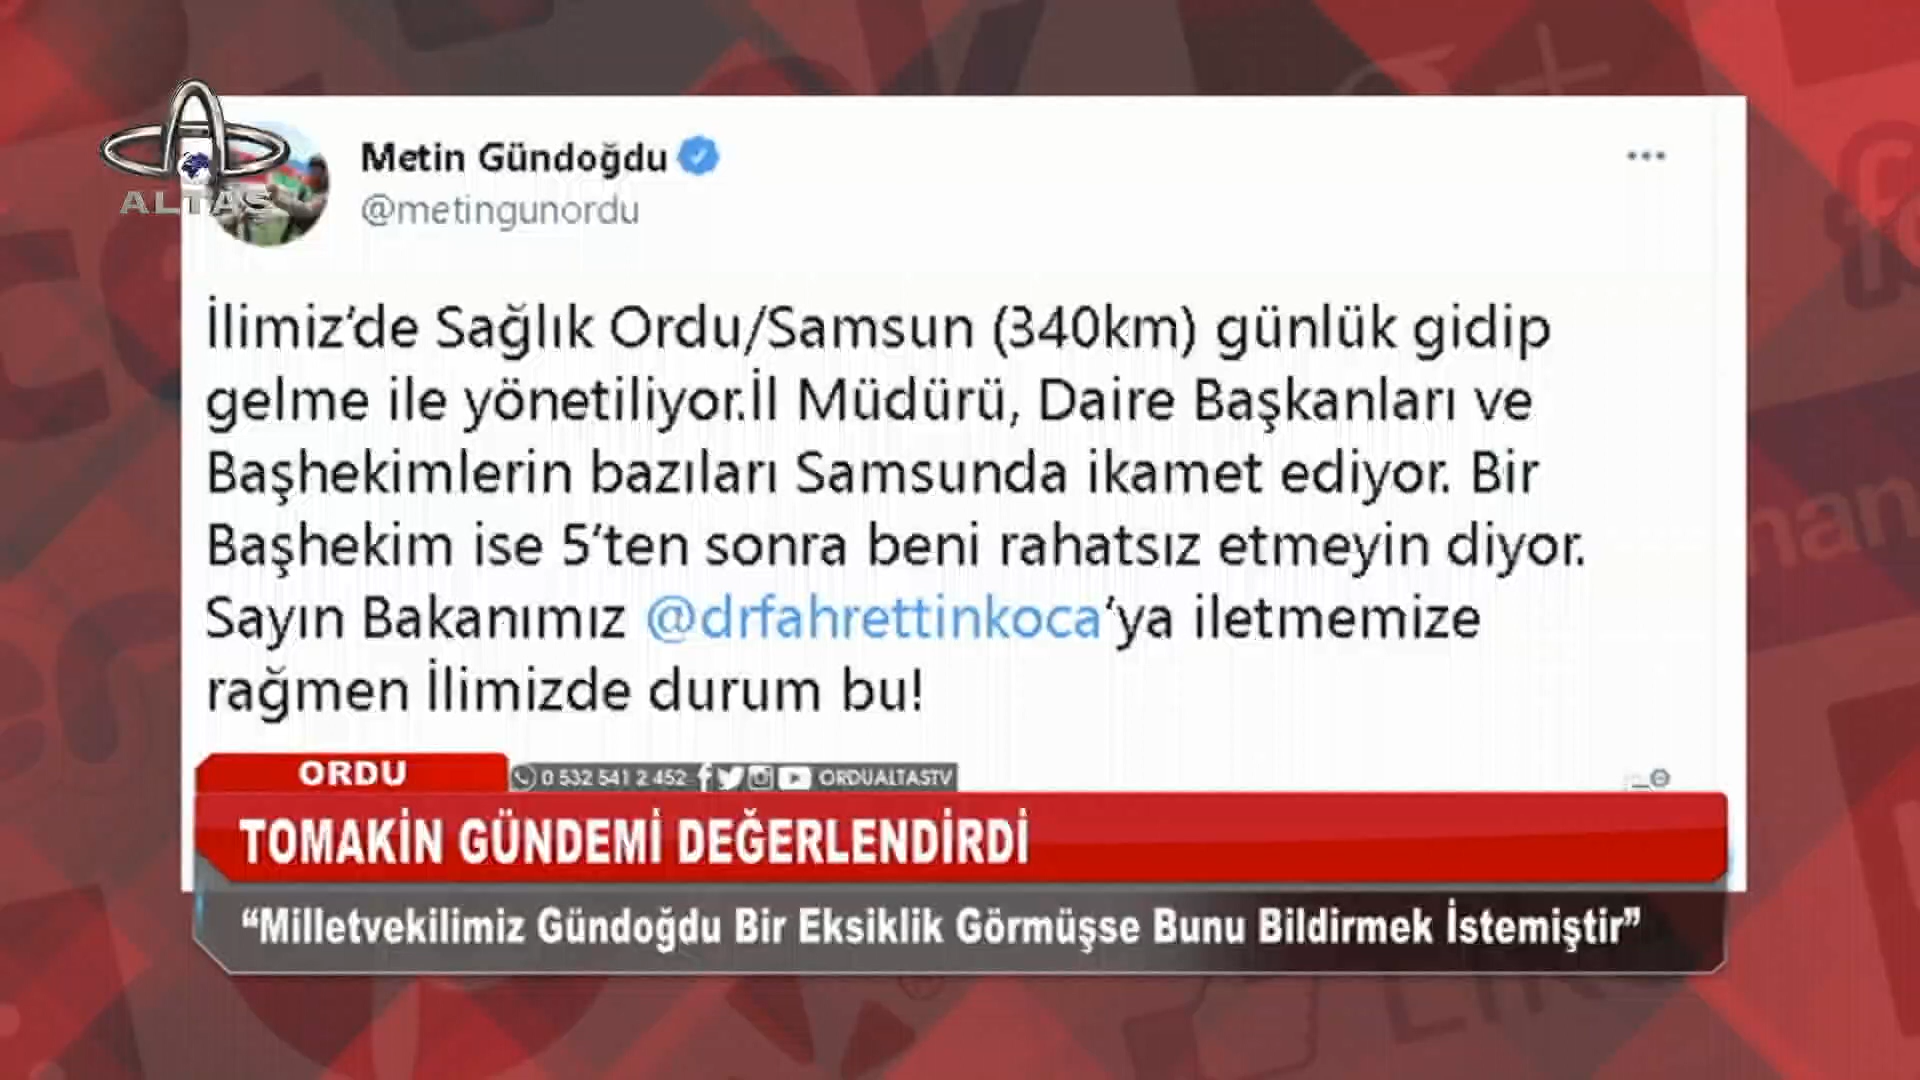 ALTAŞ
Metin Gündoğdu
@metingunordu
İlimiz’de Sağlık Ordu/Samsun (340km) günlük gidip
gelme ile yönetiliyor.İl Müdürü, Daire Başkanları ve
Başhekimlerin bazıları Samsunda ikamet ediyor. Bir
Başhekim ise 5’ten sonra beni rahatsız etmeyin diyor.
Sayın Bakanımız @drfahrettinkoca’ya iletmemize
rağmen İlimizde durum bu!
ORDU
0 532 541 2 452 ORDUALTASTV
TOMAKİN GÜNDEMİ DEĞERLENDİRDİ
“Milletvekilimiz Gündoğdu Bir Eksiklik Görmüşse Bunu Bildirmek İstemiştir”